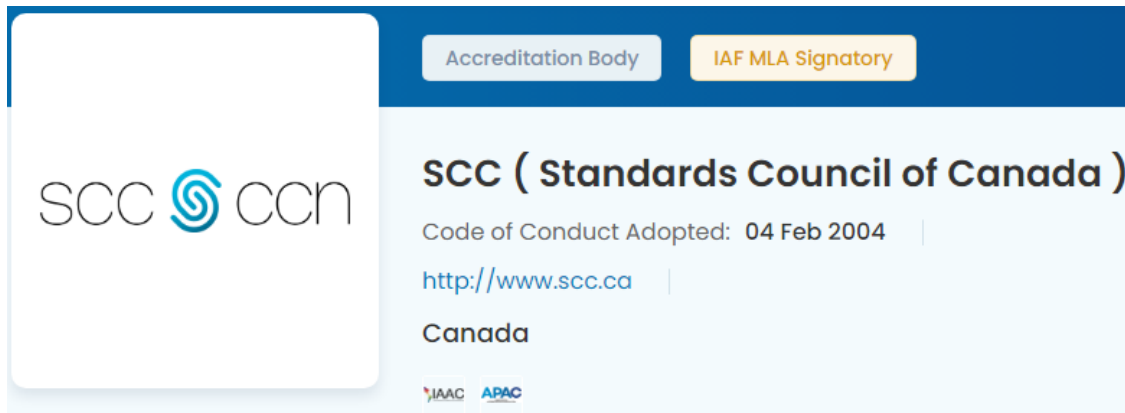 Accreditation Body
IAF MLA Signatory
scc ccn
SCC ( Standards Council of Canada )
Code of Conduct Adopted: 04 Feb 2004
http://www.scc.ca
Canada
IAAC APAC